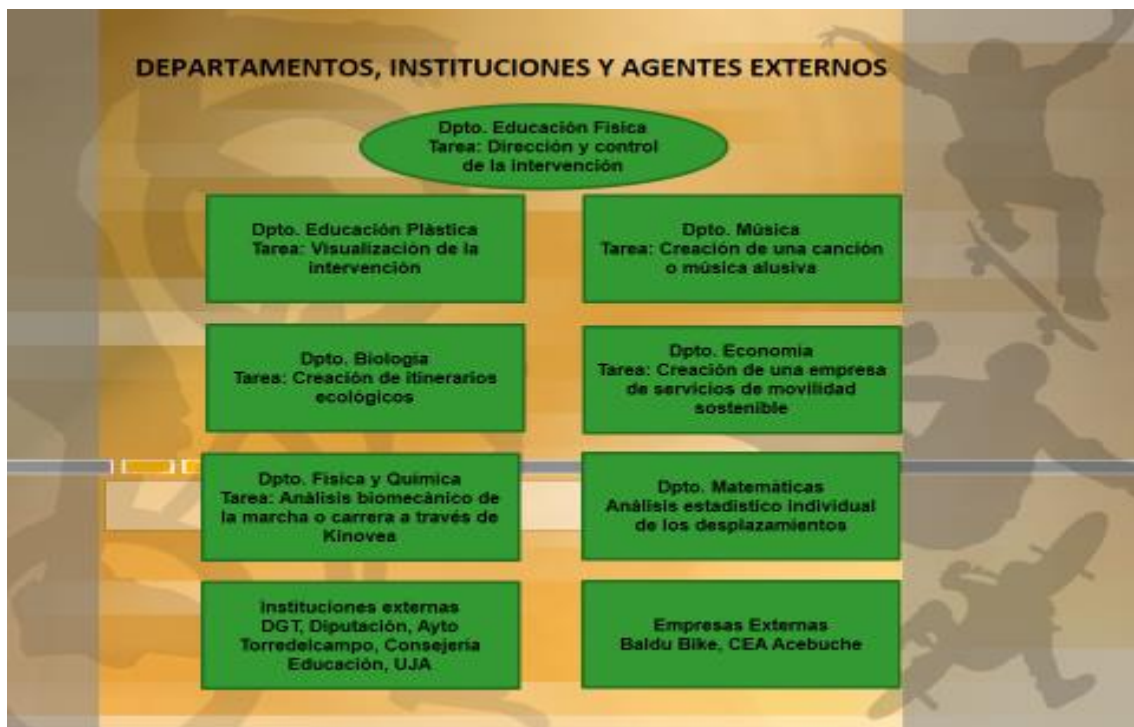 DEPARTAMENTOS, INSTITUCIONES Y AGENTES EXTERNOS
Dpto. Educación Física
Tarea: Dirección y control
de la intervención
Dpto. Educación Plástica
Tarea: Visualización de la
intervención
Dpto. Música
Tarea: Creación de una canción
o música alusiva
Dpto. Biología
Tarea: Creación de itinerarios
ecológicos
Dpto. Economía
Tarea: Creación de una empresa
de servicios de movilidad
sostenible
Dpto. Física y Química
Tarea: Análisis biomecánico de
la marcha o carrera a través de
Kinovea
Dpto. Matemáticas
Análisis estadístico individual
de los desplazamientos
Instituciones externas
DGT, Diputación, Ayto
Torredelcampo, Consejería
Educación, UJA
Empresas Externas
Baldu Bike, CEA Acebuche